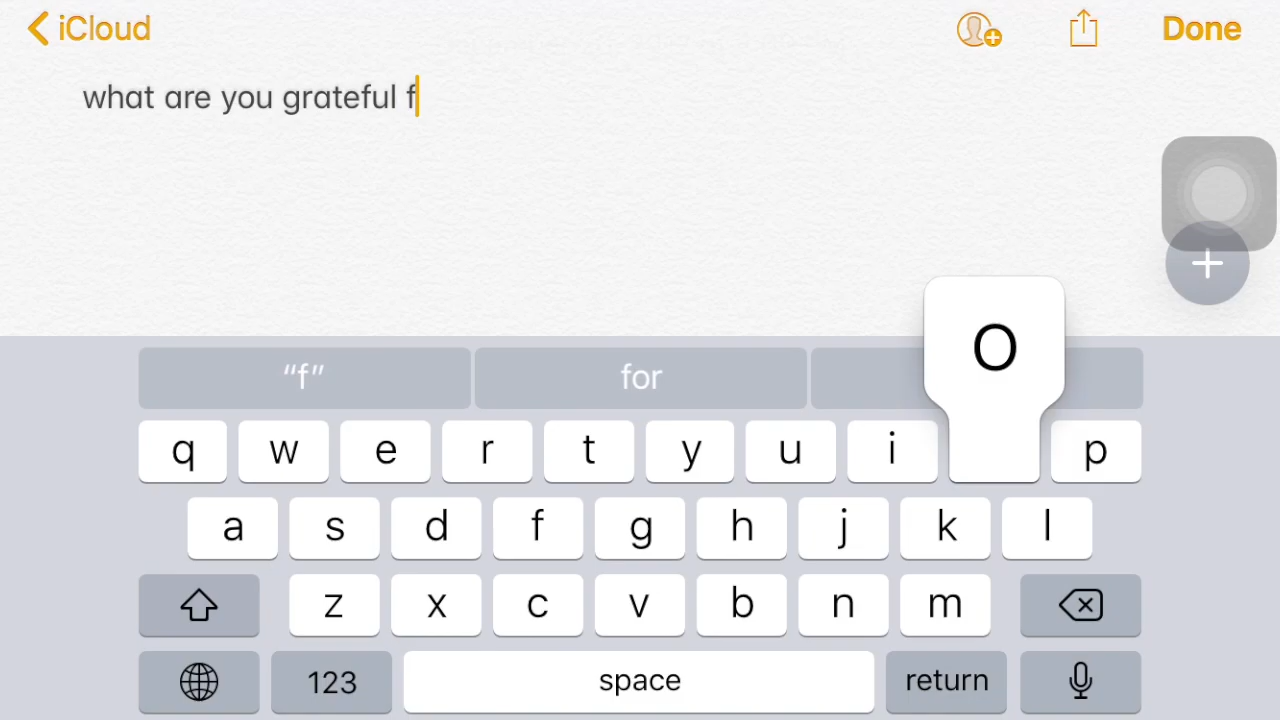 iCloud
Done
what are you grateful f
“f”
for
O
q w e r t y u i p
a s d f g h j k l
z x c v b n m
123
space
return